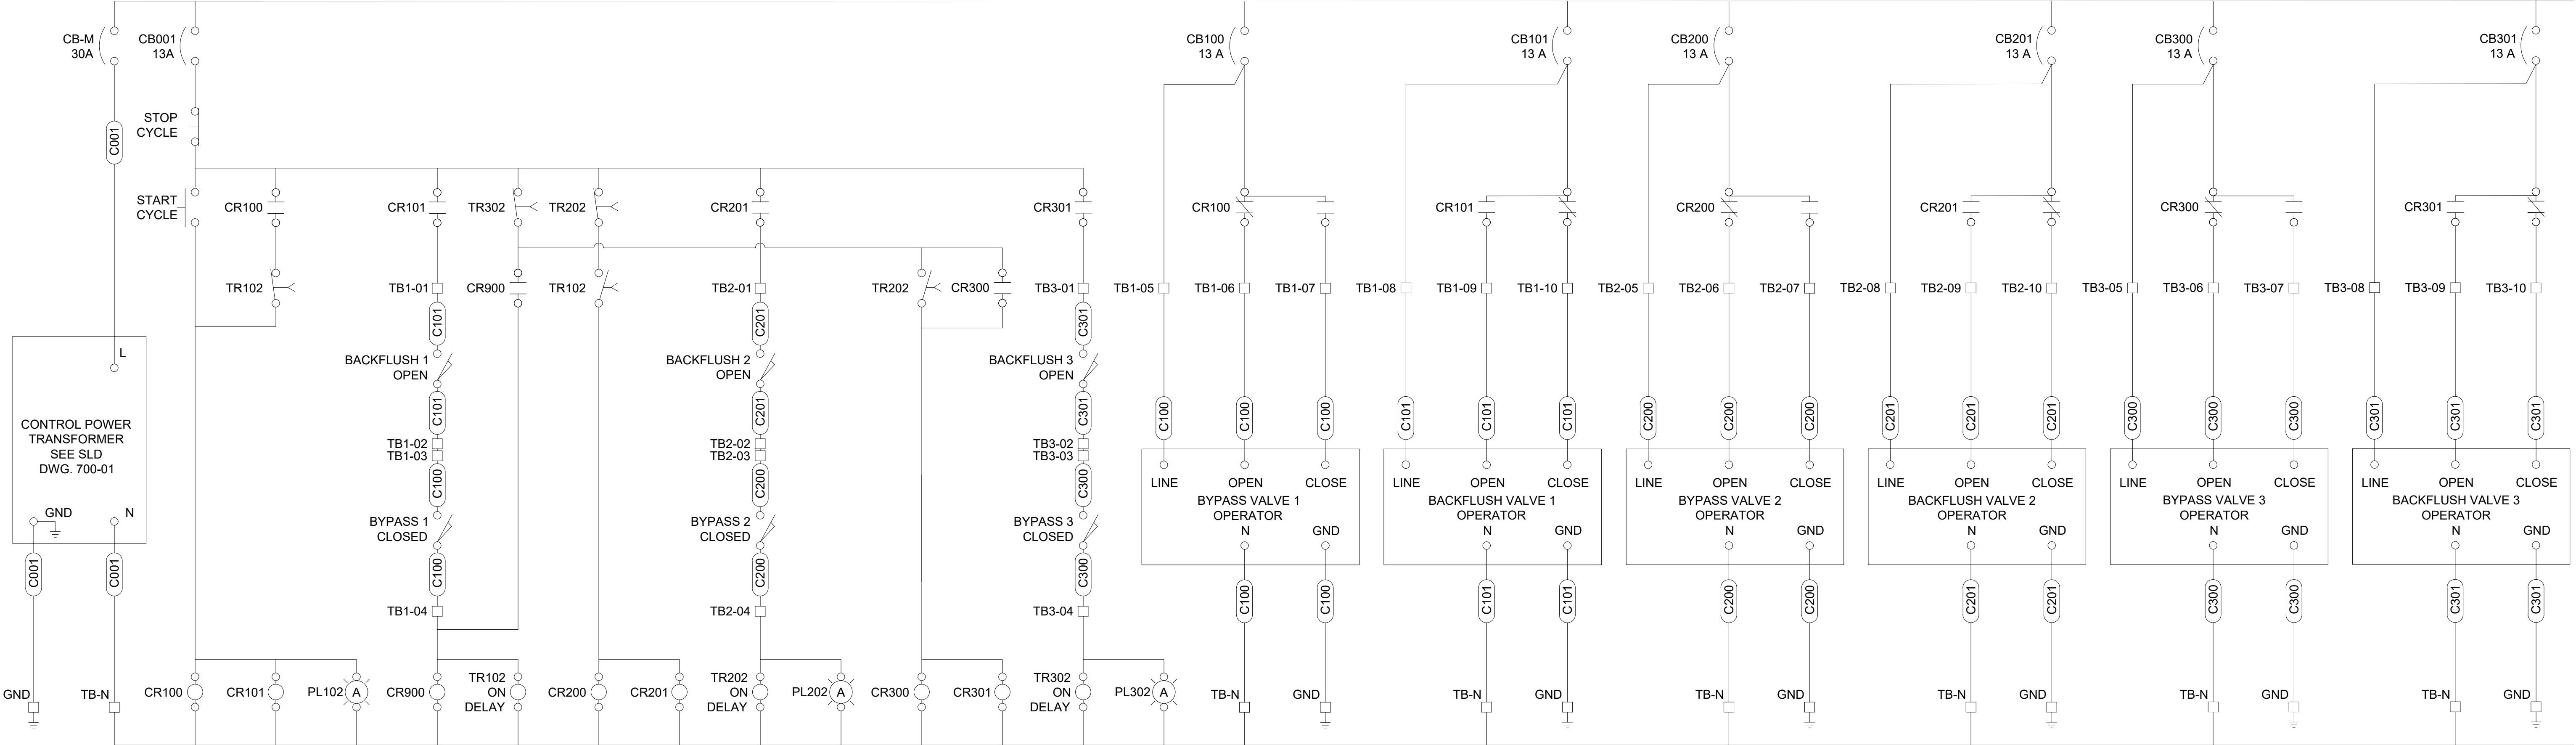 CB-M
30A
CB001
13A
CB100
13 A
CB101
13 A
CB200
13 A
CB201
13 A
CB300
13 A
CB301
13 A
C001
STOP
CYCLE
START
CYCLE
CR100
CR101
TR302
TR202
CR201
CR301
CR100
CR101
CR200
CR201
CR300
CR301
TR102
TB1-01
CR900
TR102
TB2-01
TR202
CR300
TB3-01
TB1-05
TB1-06
TB1-07
TB1-08
TB1-09
TB1-10
TB2-05
TB2-06
TB2-07
TB2-08
TB2-09
TB2-10
TB3-05
TB3-06
TB3-07
TB3-08
TB3-09
TB3-10
C101
C201
C301
L
BACKFLUSH 1
OPEN
BACKFLUSH 2
OPEN
BACKFLUSH 3
OPEN
CONTROL POWER
TRANSFORMER
SEE SLD
DWG. 700-01
GND
N
C101
C201
C301
C100
C100
C100
C101
C101
C101
C200
C200
C200
C201
C201
C201
C300
C300
C300
C301
C301
C301
TB1-02
TB1-03
TB2-02
TB2-03
TB3-02
TB3-03
C100
C200
C300
LINE
OPEN
CLOSE
BYPASS VALVE 1
OPERATOR
N
GND
LINE
OPEN
CLOSE
BACKFLUSH VALVE 1
OPERATOR
N
GND
LINE
OPEN
CLOSE
BYPASS VALVE 2
OPERATOR
N
GND
LINE
OPEN
CLOSE
BACKFLUSH VALVE 2
OPERATOR
N
GND
LINE
OPEN
CLOSE
BYPASS VALVE 3
OPERATOR
N
GND
LINE
OPEN
CLOSE
BACKFLUSH VALVE 3
OPERATOR
N
GND
BYPASS 1
CLOSED
BYPASS 2
CLOSED
BYPASS 3
CLOSED
C001
C001
C100
C200
C300
C100
C100
C101
C101
C200
C200
C201
C201
C300
C300
C301
C301
TB1-04
TB2-04
TB3-04
GND
TB-N
CR100
CR101
PL102
A
CR900
TR102
ON
DELAY
CR200
CR201
TR202
ON
DELAY
PL202
A
CR300
CR301
TR302
ON
DELAY
PL302
A
TB-N
GND
TB-N
GND
TB-N
GND
TB-N
GND
TB-N
GND
TB-N
GND